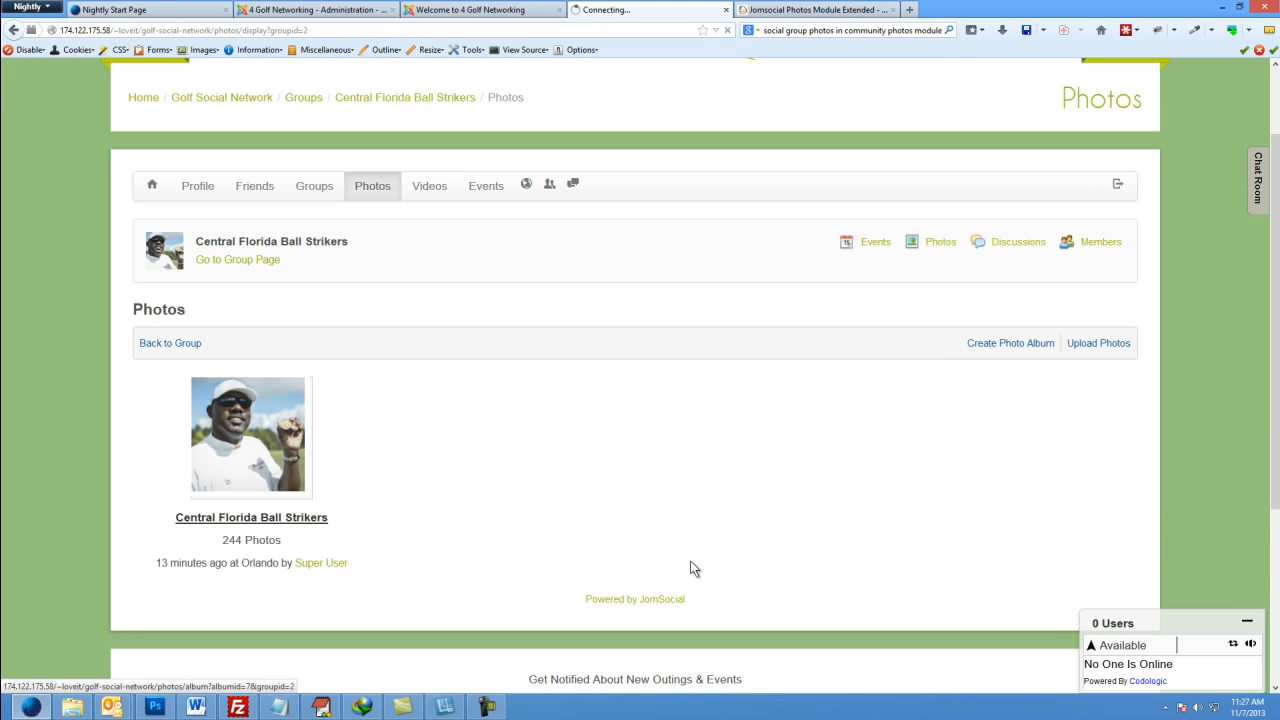 Nightly
Nightly Start Page
4 Golf Networking - Administration - ...
Welcome to 4 Golf Networking
Connecting...
Jomsocial Photos Module Extended - ...
174.122.175.58/~loveit/golf-social-network/photos/display?groupid=2
social group photos in community photos module
Disable Cookies CSS Forms Images Information Miscellaneous Outline Resize Tools View Source Options
Home / Golf Social Network / Groups / Central Florida Ball Strikers / Photos
Photos
Chat Room
Profile Friends Groups Photos Videos Events
Central Florida Ball Strikers
Go to Group Page
Events Photos Discussions Members
Photos
Back to Group
Create Photo Album Upload Photos
Central Florida Ball Strikers
244 Photos
13 minutes ago at Orlando by Super User
Powered by JomSocial
0 Users
Available
No One Is Online
Powered By Codologic
Get Notified About New Outings & Events
174.122.175.58/~loveit/golf-social-network/photos/album?albumid=7&groupid=2
11:27 AM
11/7/2013